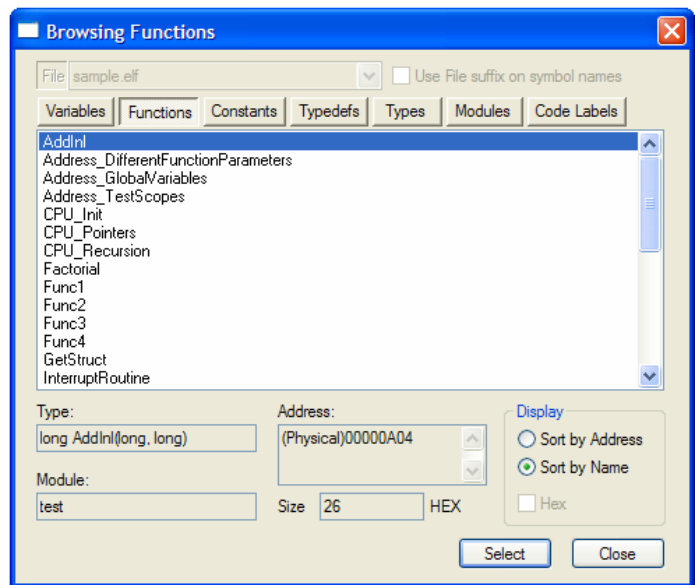 Browsing Functions
File sample.elf Use File suffix on symbol names
Variables Functions Constants Typedefs Types Modules Code Labels
AddInl
Address_DifferentFunctionParameters
Address_GlobalVariables
Address_TestScopes
CPU_Init
CPU_Pointers
CPU_Recursion
Factorial
Func1
Func2
Func3
Func4
GetStruct
InterruptRoutine
Type:
long AddInl(long, long)
Module:
test
Address:
(Physical)00000A04
Size 26 HEX
Display
Sort by Address
Sort by Name
Hex
Select Close